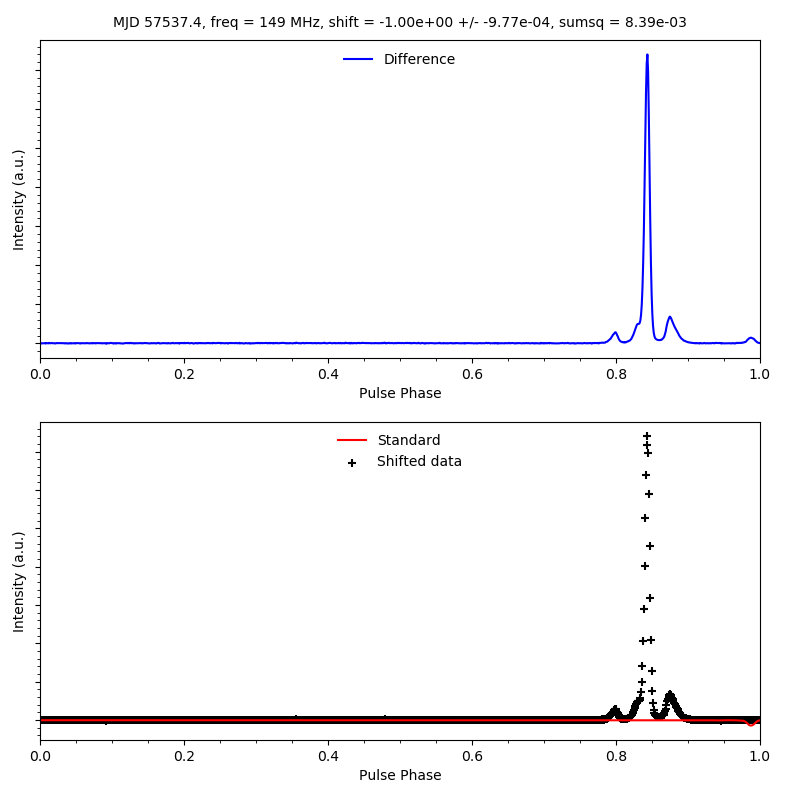 MJD 57537.4, freq = 149 MHz, shift = -1.00e+00 +/- -9.77e-04, sumsq = 8.39e-03
Difference
Intensity (a.u.)
0.0 0.2 0.4 0.6 0.8 1.0
Pulse Phase
Standard
Shifted data
Intensity (a.u.)
0.0 0.2 0.4 0.6 0.8 1.0
Pulse Phase